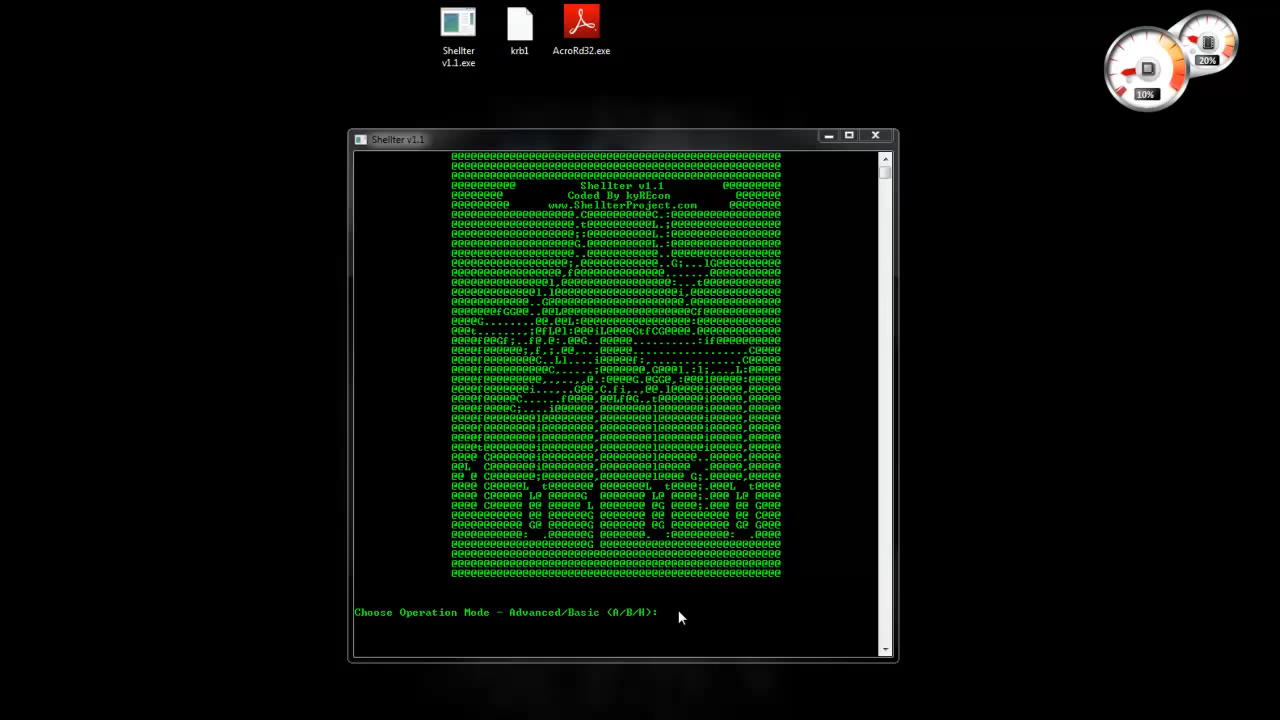 Shellter
v1.1.exe
krb1
AcroRd32.exe
20%
10%
Shellter v1.1
Shellter v1.1
Coded By kyREcon
www.ShellterProject.com
Choose Operation Mode - Advanced/Basic (A/B/H):